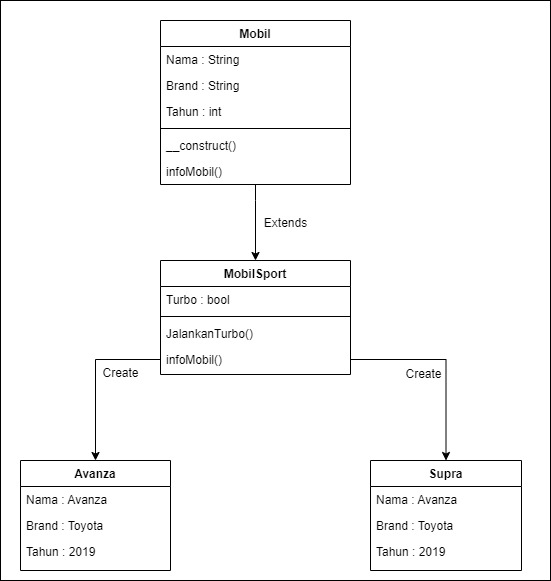 Mobil
Nama : String
Brand : String
Tahun : int
__construct()
infoMobil()
Extends
MobilSport
Turbo : bool
JalankanTurbo()
infoMobil()
Create
Create
Avanza
Nama : Avanza
Brand : Toyota
Tahun : 2019
Supra
Nama : Avanza
Brand : Toyota
Tahun : 2019